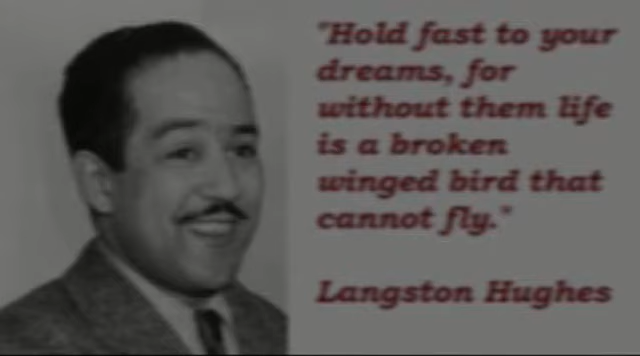 "Hold fast to your
dreams, for
without them life
is a broken
winged bird that
cannot fly."
Langston Hughes